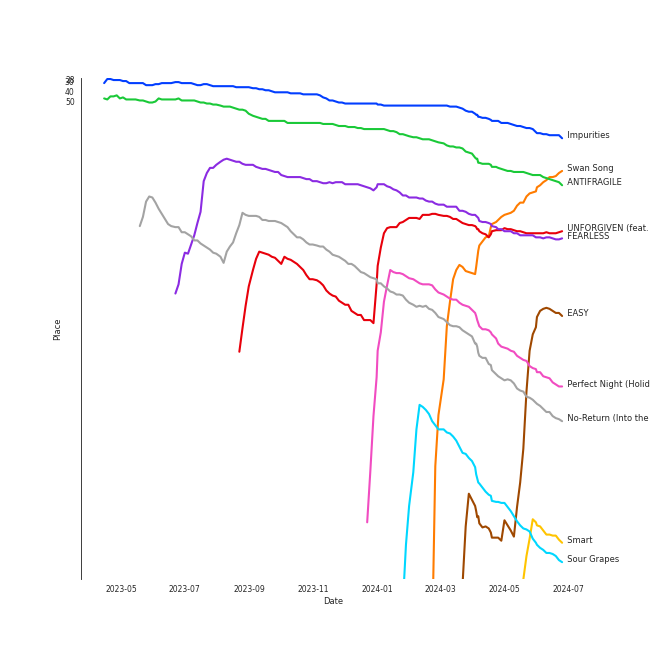 30
40
50
Impurities
Swan Song
ANTIFRAGILE
UNFORGIVEN (feat.
FEARLESS
Place
EASY
Perfect Night (Holid
No-Return (Into the
Smart
Sour Grapes
2023-05
2023-07
2023-09
2023-11
2024-01
2024-03
2024-05
2024-07
Date